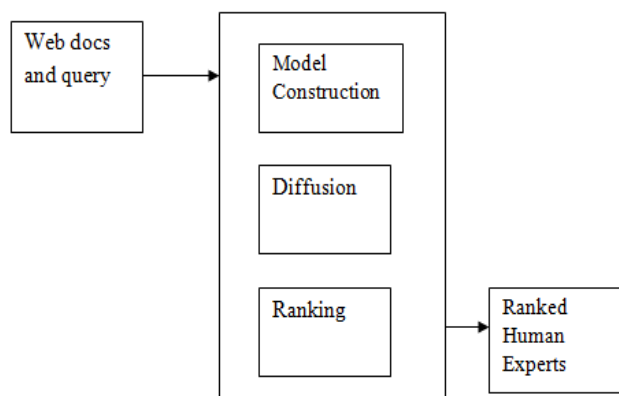 Web docs
and query
Model
Construction
Diffusion
Ranking
Ranked
Human
Experts